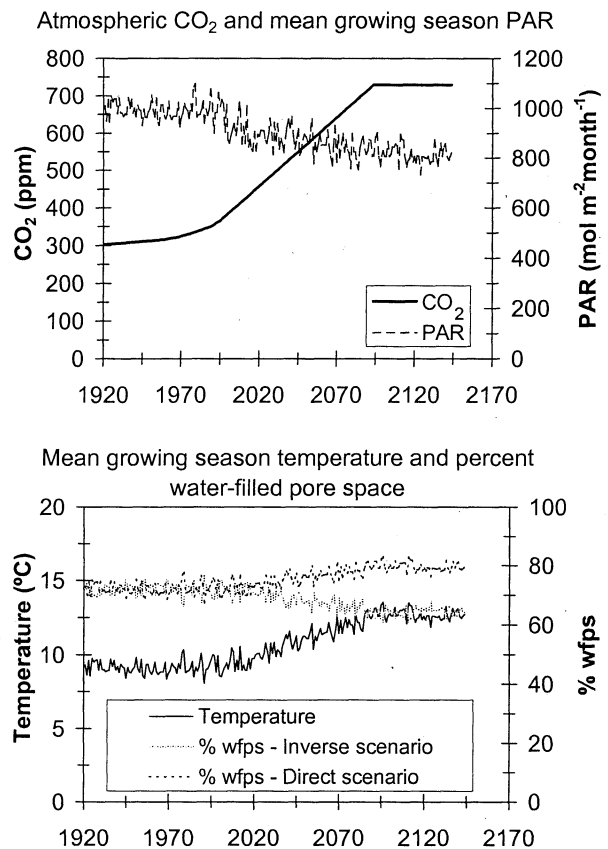 Atmospheric CO₂ and mean growing season PAR
800
700
600
500
400
300
200
100
0
CO₂ (ppm)
1200
1000
800
600
400
200
0
PAR (mol m⁻²month⁻¹)
CO₂
PAR
1920 1970 2020 2070 2120 2170
Mean growing season temperature and percent
water-filled pore space
20
15
10
5
0
Temperature (ºC)
100
80
60
40
20
0
% wfps
Temperature
% wfps - Inverse scenario
% wfps - Direct scenario
1920 1970 2020 2070 2120 2170